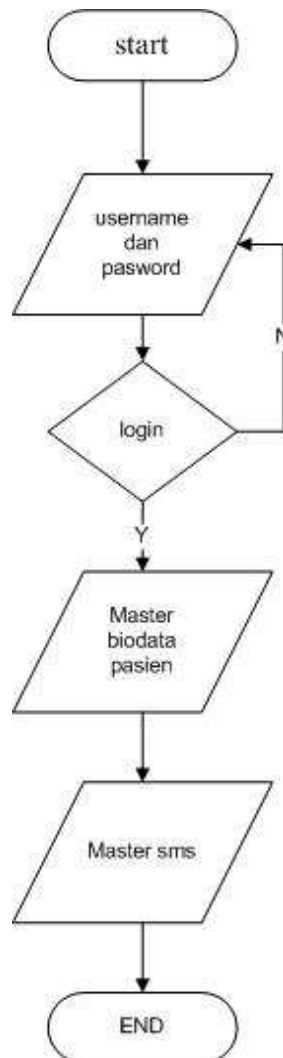 start
username
dan
pasword
N
login
Y
Master
biodata
pasien
Master sms
END